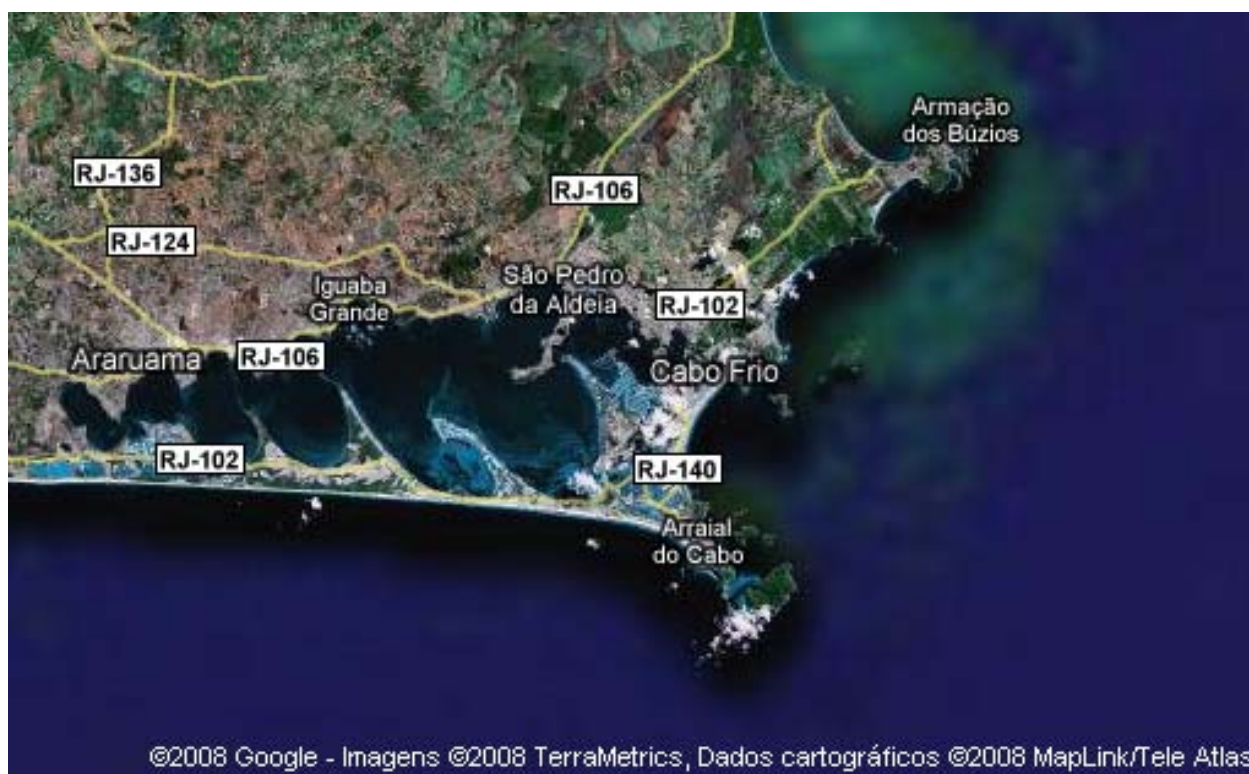 Armação
dos Búzios
RJ-136
RJ-106
RJ-124
São Pedro
da Aldeia
Iguaba
Grande
RJ-102
Araruama
RJ-106
Cabo Frio
RJ-102
RJ-140
Arraial
do Cabo
©2008 Google - Imagens ©2008 TerraMetrics, Dados cartográficos ©2008 MapLink/Tele Atlas